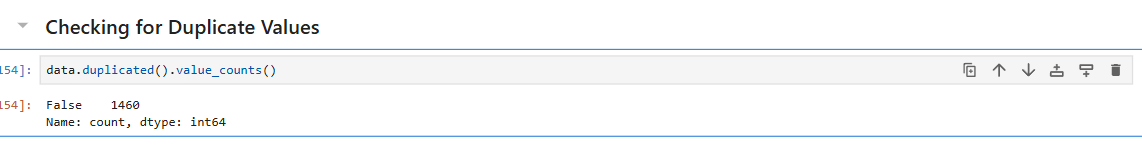 Checking for Duplicate Values
154]: data.duplicated().value_counts()
154]: False    1460
Name: count, dtype: int64